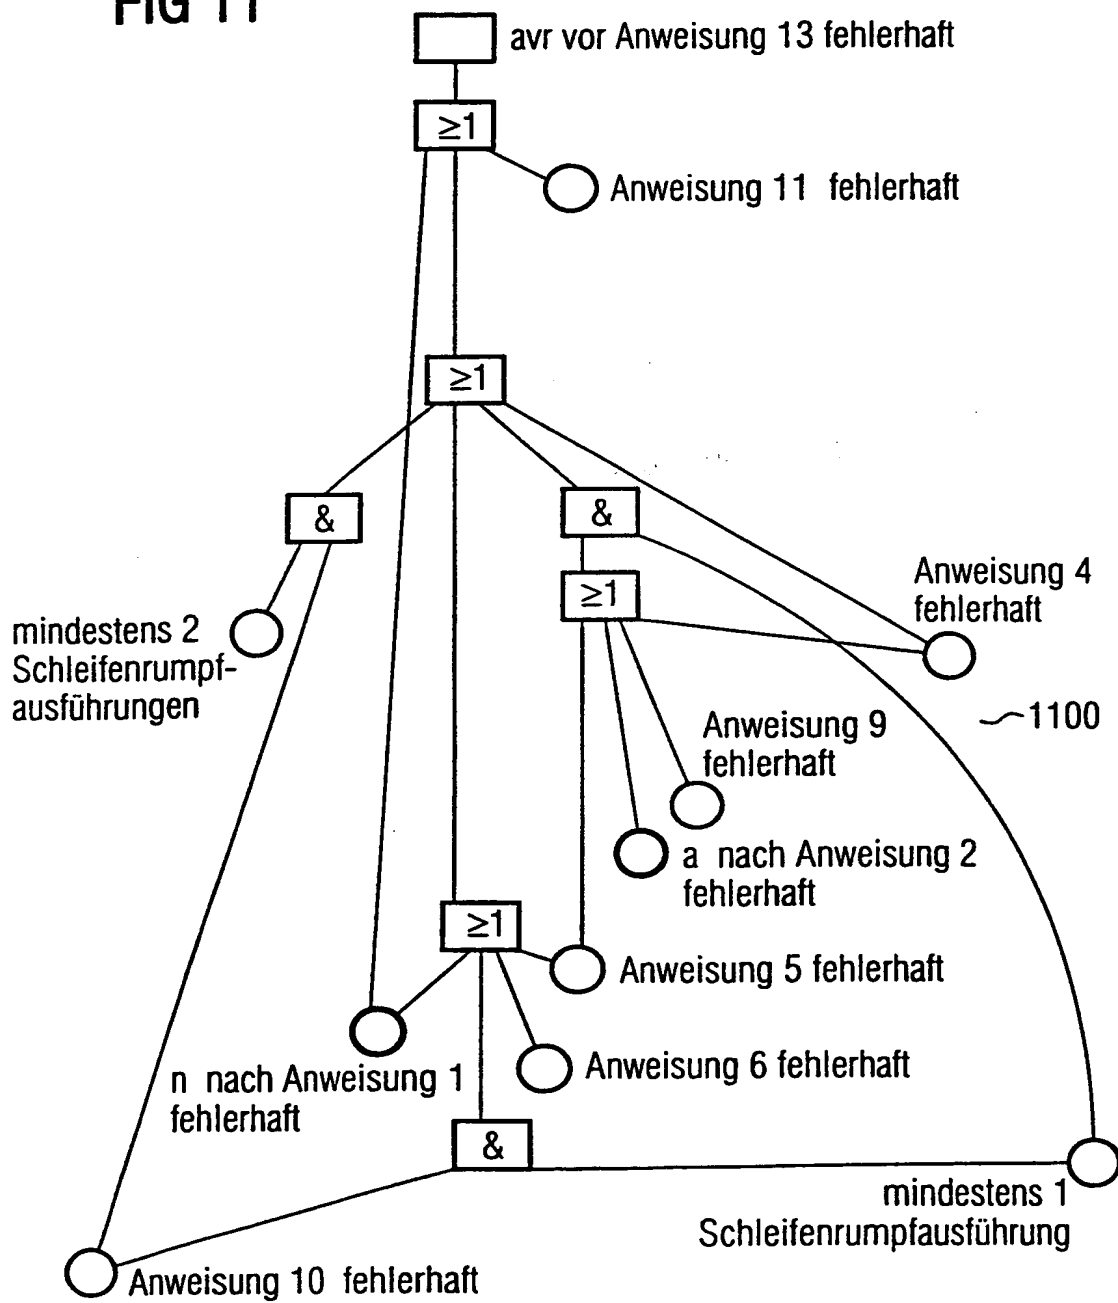 FIG 11
avr vor Anweisung 13 fehlerhaft
≥1
Anweisung 11 fehlerhaft
≥1
&
&
≥1
Anweisung 4
fehlerhaft
mindestens 2
Schleifenrumpf-
ausführungen
1100
Anweisung 9
fehlerhaft
a nach Anweisung 2
fehlerhaft
≥1
Anweisung 5 fehlerhaft
Anweisung 6 fehlerhaft
n nach Anweisung 1
fehlerhaft
&
mindestens 1
Schleifenrumpfausführung
Anweisung 10 fehlerhaft